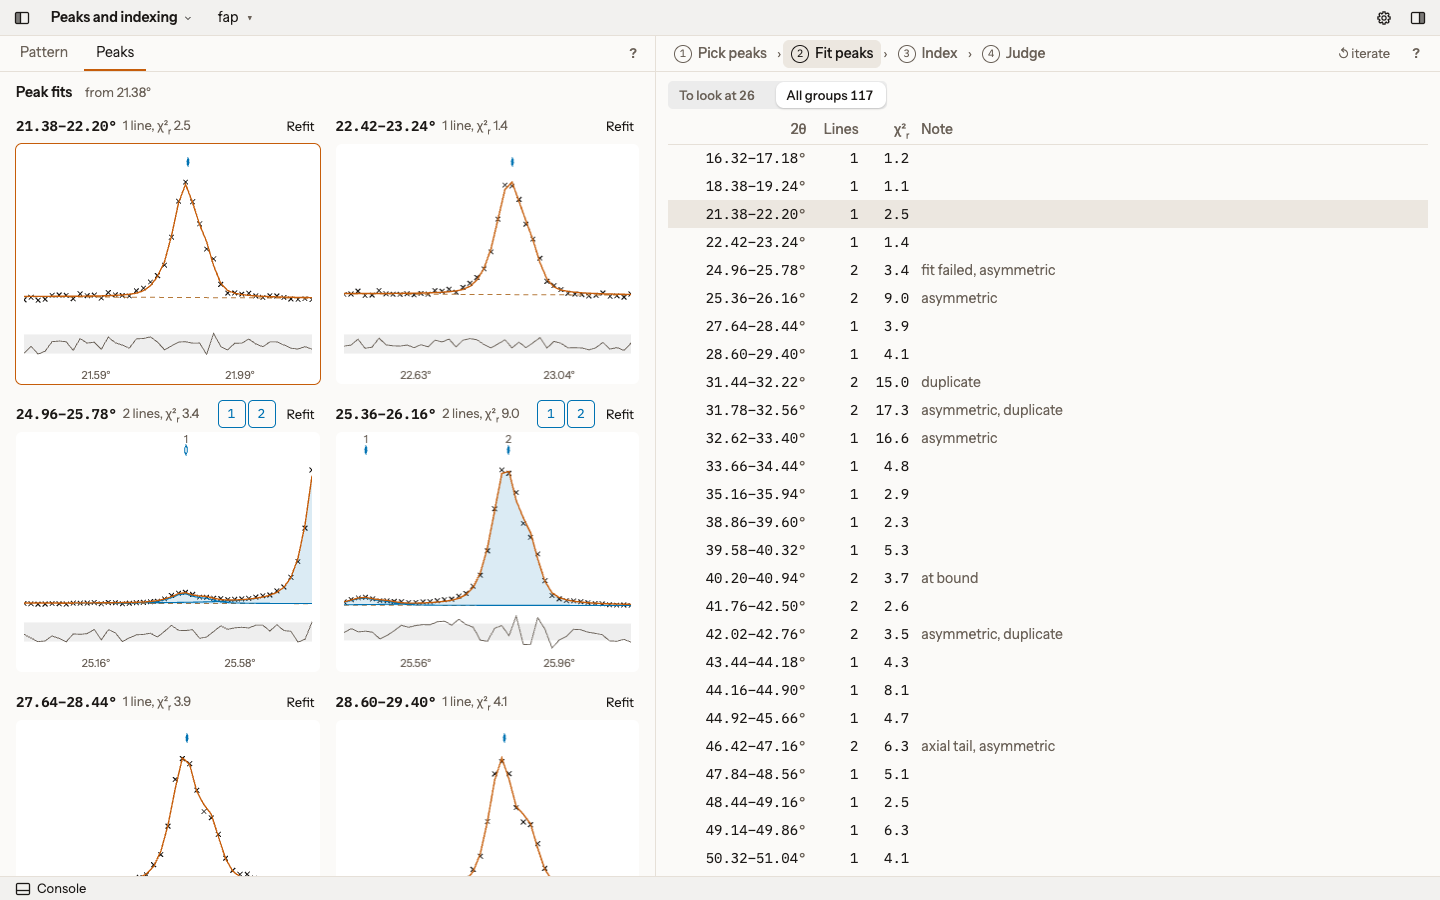 Peaks and indexing fap
Pattern Peaks ?
Peak fits from 21.38°
21.38–22.20° 1 line, χ²r 2.5 Refit
21.59° 21.99°
22.42–23.24° 1 line, χ²r 1.4 Refit
22.63° 23.04°
24.96–25.78° 2 lines, χ²r 3.4 1 2 Refit
1
25.16° 25.58°
25.36–26.16° 2 lines, χ²r 9.0 1 2 Refit
1 2
25.56° 25.96°
27.64–28.44° 1 line, χ²r 3.9 Refit
28.60–29.40° 1 line, χ²r 4.1 Refit
1 Pick peaks › 2 Fit peaks › 3 Index › 4 Judge iterate ?
To look at 26 All groups 117
2θ Lines χ²r Note
16.32–17.18° 1 1.2
18.38–19.24° 1 1.1
21.38–22.20° 1 2.5
22.42–23.24° 1 1.4
24.96–25.78° 2 3.4 fit failed, asymmetric
25.36–26.16° 2 9.0 asymmetric
27.64–28.44° 1 3.9
28.60–29.40° 1 4.1
31.44–32.22° 2 15.0 duplicate
31.78–32.56° 2 17.3 asymmetric, duplicate
32.62–33.40° 1 16.6 asymmetric
33.66–34.44° 1 4.8
35.16–35.94° 1 2.9
38.86–39.60° 1 2.3
39.58–40.32° 1 5.3
40.20–40.94° 2 3.7 at bound
41.76–42.50° 2 2.6
42.02–42.76° 2 3.5 asymmetric, duplicate
43.44–44.18° 1 4.3
44.16–44.90° 1 8.1
44.92–45.66° 1 4.7
46.42–47.16° 2 6.3 axial tail, asymmetric
47.84–48.56° 1 5.1
48.44–49.16° 1 2.5
49.14–49.86° 1 6.3
50.32–51.04° 1 4.1
Console